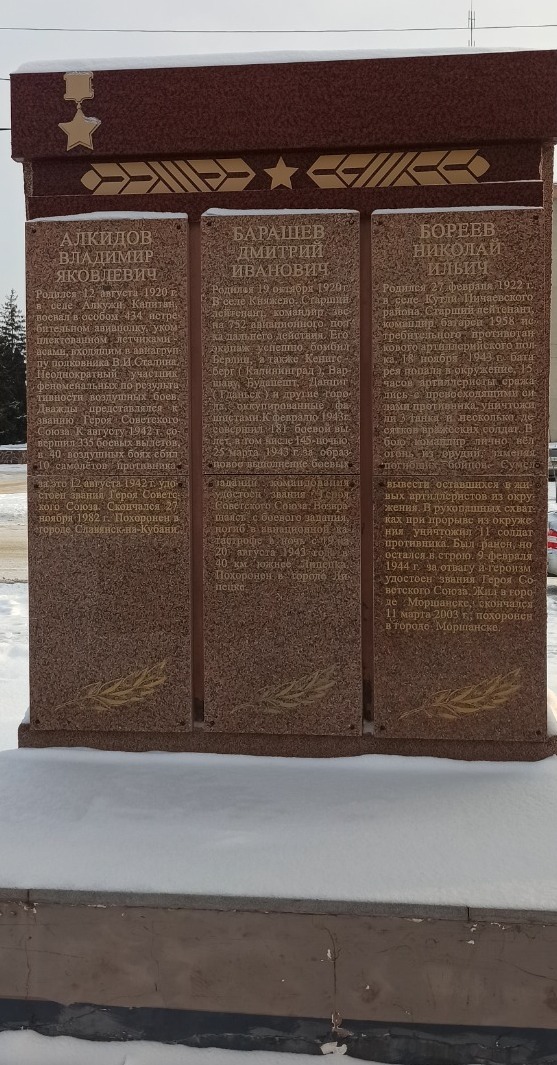 АЛКИДОВ
ВЛАДИМИР
ЯКОВЛЕВИЧ
Родился 12 августа 1920 г.
в селе Алкужи. Капитан,
воевал в особом 434 истре-
бительном авиаполку, уком
плектованном летчиками -
асами, входящим в авиагруп
пу полковника В.И.Сталина.
Неоднократный участник
феноменальных по результа
тивности воздушных боев.
Дважды представлялся к
званию Героя Советского
Союза. К августу 1942 г. со-
вершил 335 боевых вылетов,
в 40 воздушных боях сбил
10 самолётов противника,
за это 12 августа 1942 г. удо
стоен звания Героя Советс-
кого Союза. Скончался 27
ноября 1982 г. Похоронен в
городе Славянск-на-Кубани.
БАРАШЕВ
ДМИТРИЙ
ИВАНОВИЧ
Родился 19 октября 1920 г.
В селе Княжево. Старший
лейтенант, командир зве-
на 752 авиационного пол-
ка дальнего действия. Его
экипаж успешно бомбил
Берлин, а также Кенигс-
берг ( Калининград ), Вар-
шаву, Будапешт, Данциг
( Гданьск ) и другие горо-
да, оккупированные фа-
шистами. К февралю 1943г.
совершил 181 боевой вы-
лет, в том числе 145 ночью.
25 марта 1943 г. за образ-
цовое выполнение боевых
заданий командования
удостоен звания Героя
Советского Союза. Возвра-
щаясь с боевого задания,
погиб в авиационной ка-
тастрофе в ночь с 19 на
20 августа 1943 года в
40 км южнее Липецка.
Похоронен в городе Ли-
пецке.
БОРЕЕВ
НИКОЛАЙ
ИЛЬИЧ
Родился 27 февраля 1922 г.
в селе Кулики Пичаевского
района. Старший лейтенант,
командир батареи 1958 ис-
требительного противотан-
кового артиллерийского пол-
ка. 18 ноября 1943 г. бата-
рея попала в окружение. 15
часов артиллеристы сража-
лись с превосходящими си-
лами противника, уничтожи
ли 3 танка и несколько де-
сятков вражеских солдат. В
бою командир лично вёл
огонь из орудия, заменял
погибших бойцов. Сумел
вывести оставшихся в жи-
вых артиллеристов из окру-
жения. В рукопашных схват-
ках при прорыве из окруже
ния уничтожил 11 солдат
противника. Был ранен, но
остался в строю. 9 февраля
1944 г. за отвагу и героизм
удостоен звания Героя Со-
ветского Союза. Жил в горо-
де Моршанске, скончался
11 марта 2003 г., похоронен
в городе Моршанске.